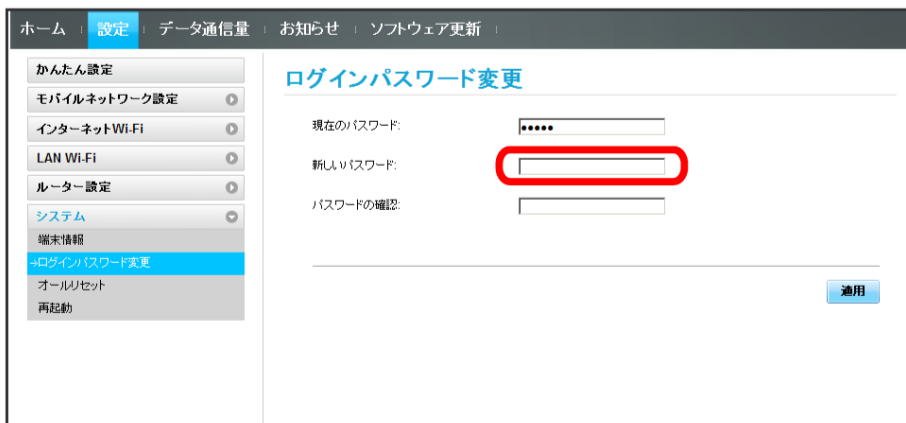 ホーム 設定 データ通信量 お知らせ ソフトウェア更新
かんたん設定
モバイルネットワーク設定
インターネットWi-Fi
LAN Wi-Fi
ルーター設定
システム
端末情報
→ログインパスワード変更
オールリセット
再起動
ログインパスワード変更
現在のパスワード: •••••
新しいパスワード:
パスワードの確認:
適用